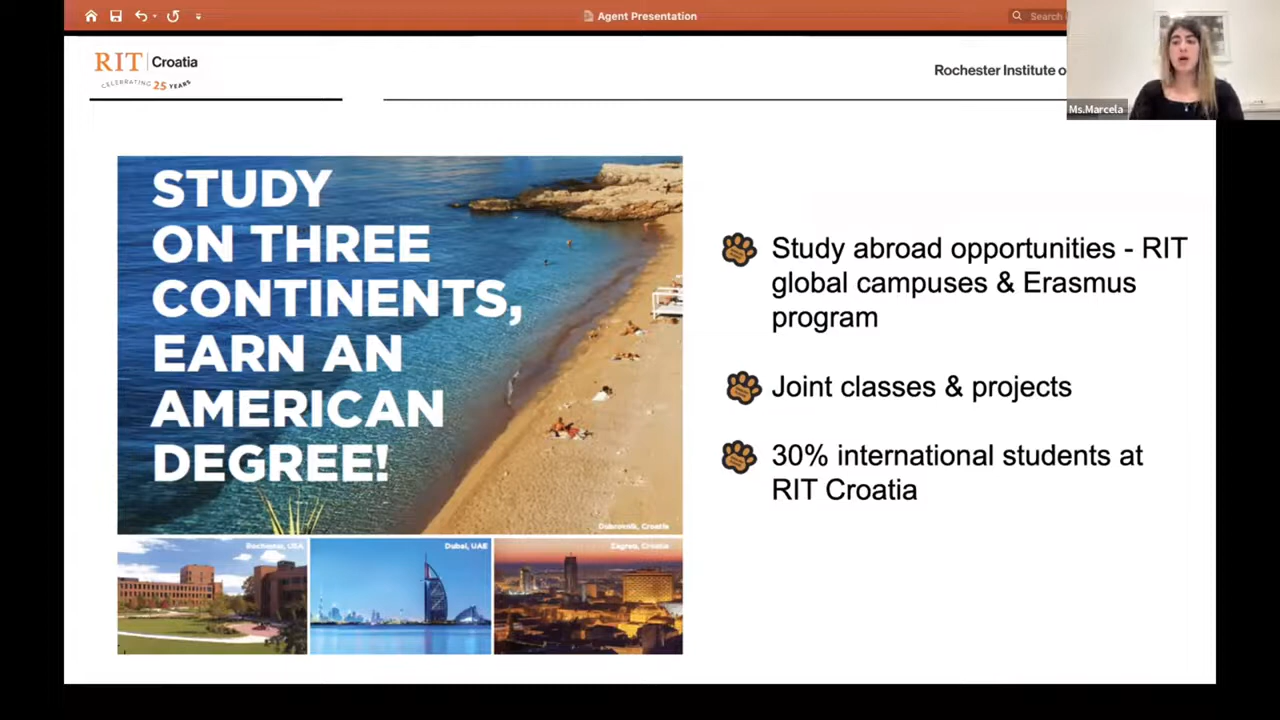 Agent Presentation
Search
RIT Croatia
CELEBRATING 25 YEARS
Rochester Institute o
Ms.Marcela
STUDY
ON THREE
CONTINENTS,
EARN AN
AMERICAN
DEGREE!
Dubrovnik, Croatia
Rochester, USA
Dubai, UAE
Zagreb, Croatia
Study abroad opportunities - RIT
global campuses & Erasmus
program
Joint classes & projects
30% international students at
RIT Croatia